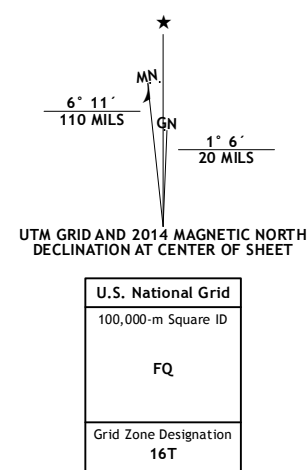 ★
MN
6° 11´
110 MILS
GN
1° 6´
20 MILS
UTM GRID AND 2014 MAGNETIC NORTH
DECLINATION AT CENTER OF SHEET
U.S. National Grid
100,000-m Square ID
FQ
Grid Zone Designation
16T